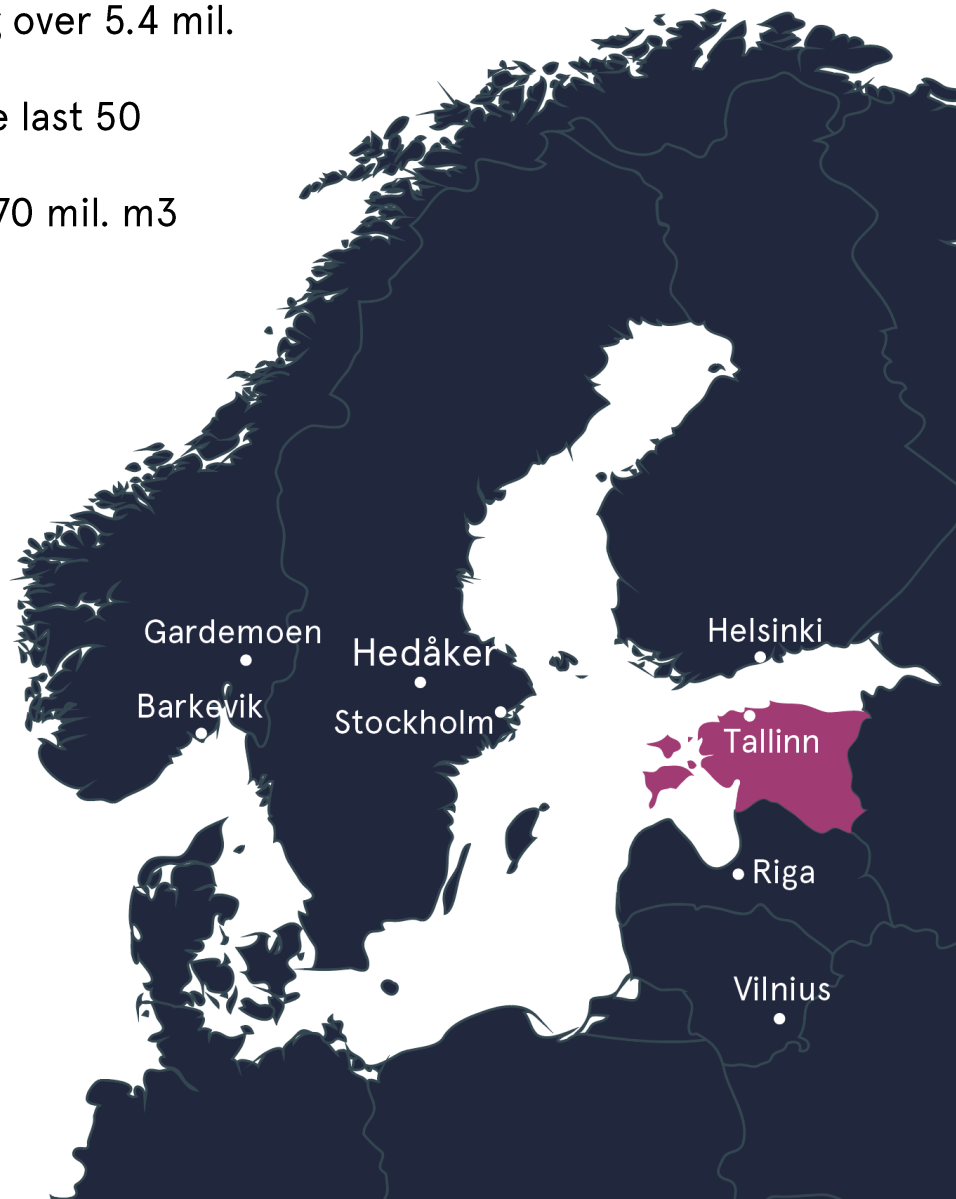 over 5.4 mil.
last 50
70 mil. m3
Gardemoen
Hedåker
Helsinki
Barkevik
Stockholm
Tallinn
Riga
Vilnius